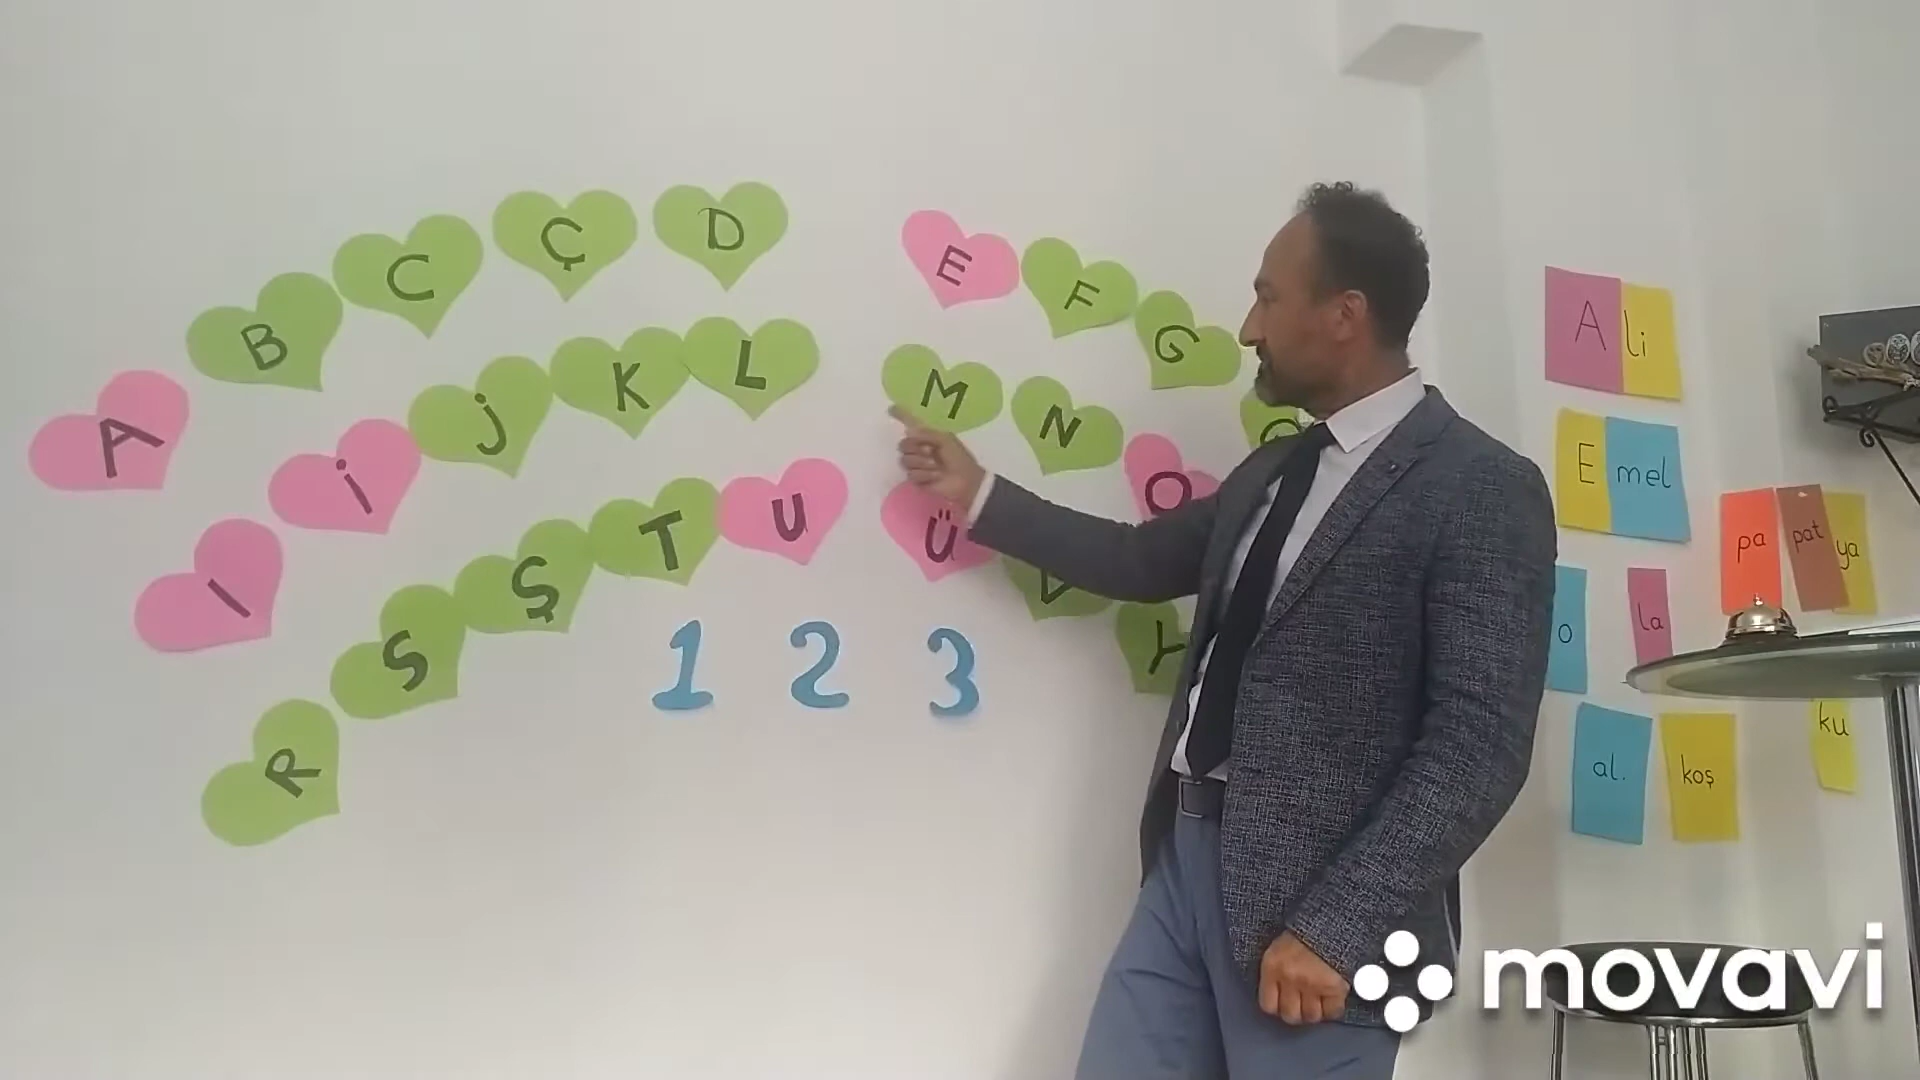 A B C Ç D E F G
I İ J K L M N O
R S Ş T U Ü V Y
1 2 3
A li
E mel
pa pat ya
o la
ku
al. koş
movavi